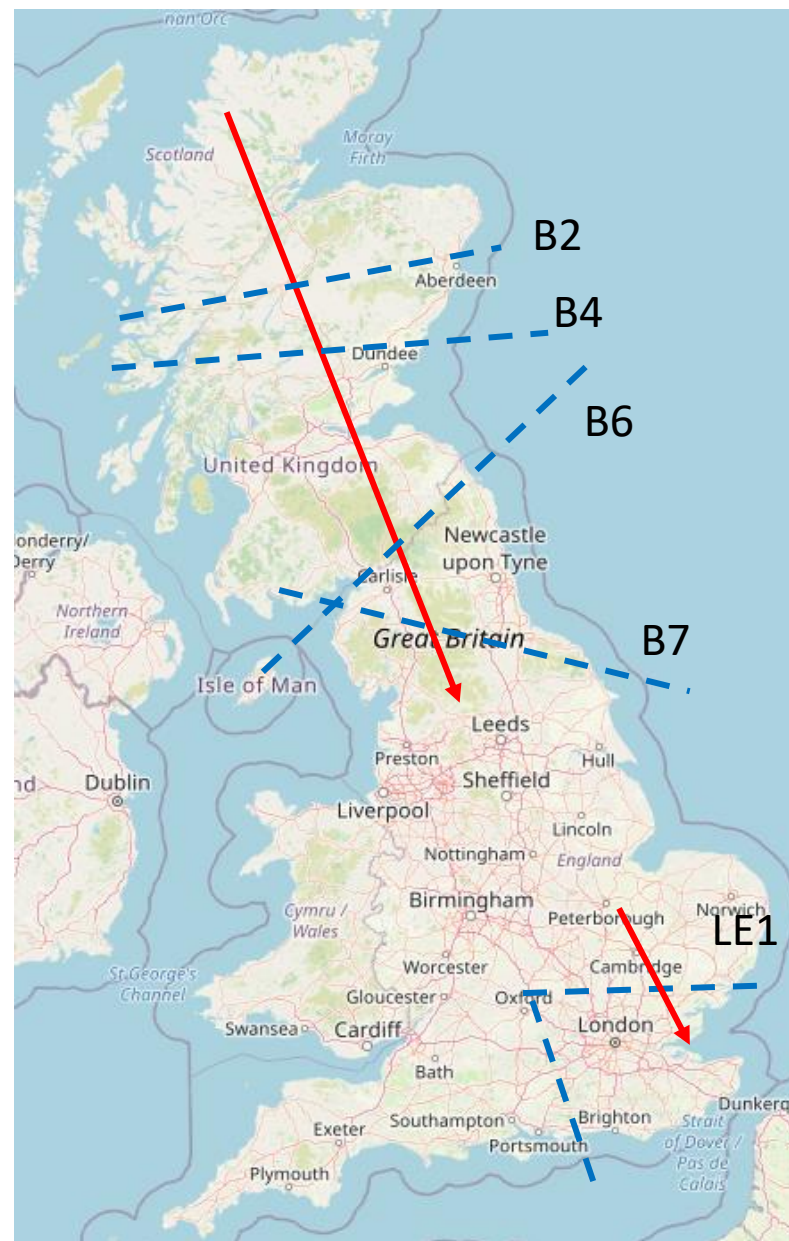 nan Orc
Moray
Firth
Scotland
B2
Aberdeen
B4
Dundee
B6
United Kingdom
Newcastle
upon Tyne
onderry/
Derry
Carlisle
Northern
Ireland
Great Britain
B7
Isle of Man
Leeds
Preston
Hull
nd
Dublin
Sheffield
Liverpool
Lincoln
Nottingham
England
Birmingham
Peterborough
Norwich
Cymru /
Wales
LE1
Worcester
Cambridge
St George's
Channel
Gloucester
Oxford
Swansea
Cardiff
London
Bath
Dunkerq
Southampton
Brighton
Strait
of Dover /
Pas de
Calais
Exeter
Portsmouth
Plymouth